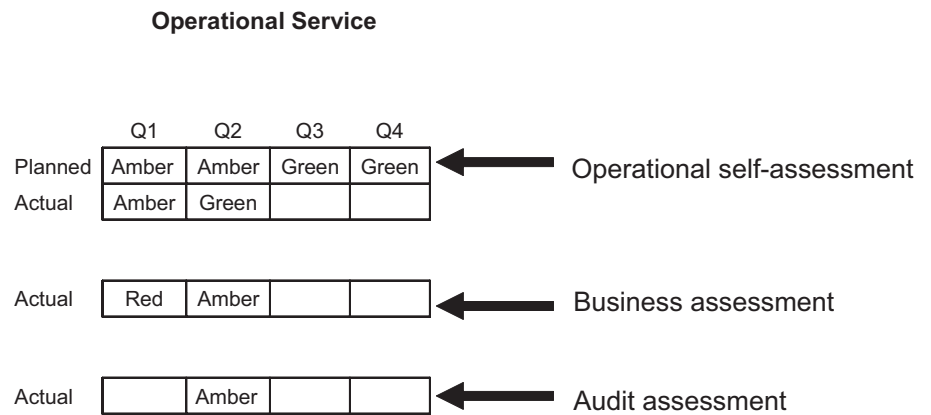 Operational Service
Q1 Q2 Q3 Q4
Planned Amber Amber Green Green Operational self-assessment
Actual Amber Green
Actual Red Amber Business assessment
Actual Amber Audit assessment